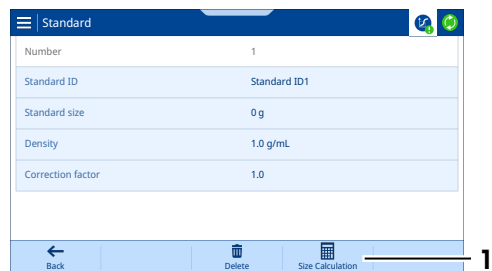 Standard
Number 1
Standard ID Standard ID1
Standard size 0 g
Density 1.0 g/mL
Correction factor 1.0
Back Delete Size Calculation 1